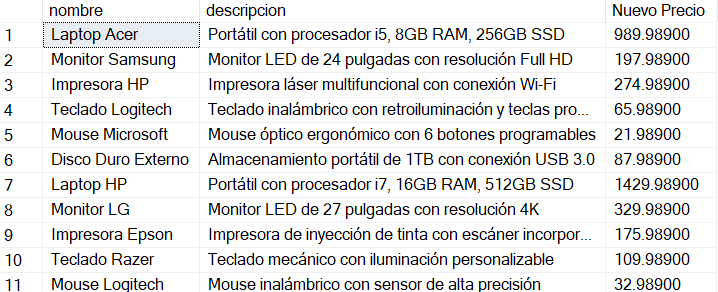 nombre descripcion Nuevo Precio
1 Laptop Acer Portátil con procesador i5, 8GB RAM, 256GB SSD 989.98900
2 Monitor Samsung Monitor LED de 24 pulgadas con resolución Full HD 197.98900
3 Impresora HP Impresora láser multifuncional con conexión Wi-Fi 274.98900
4 Teclado Logitech Teclado inalámbrico con retroiluminación y teclas pro... 65.98900
5 Mouse Microsoft Mouse óptico ergonómico con 6 botones programables 21.98900
6 Disco Duro Externo Almacenamiento portátil de 1TB con conexión USB 3.0 87.98900
7 Laptop HP Portátil con procesador i7, 16GB RAM, 512GB SSD 1429.98900
8 Monitor LG Monitor LED de 27 pulgadas con resolución 4K 329.98900
9 Impresora Epson Impresora de inyección de tinta con escáner incorpor... 175.98900
10 Teclado Razer Teclado mecánico con iluminación personalizable 109.98900
11 Mouse Logitech Mouse inalámbrico con sensor de alta precisión 32.98900